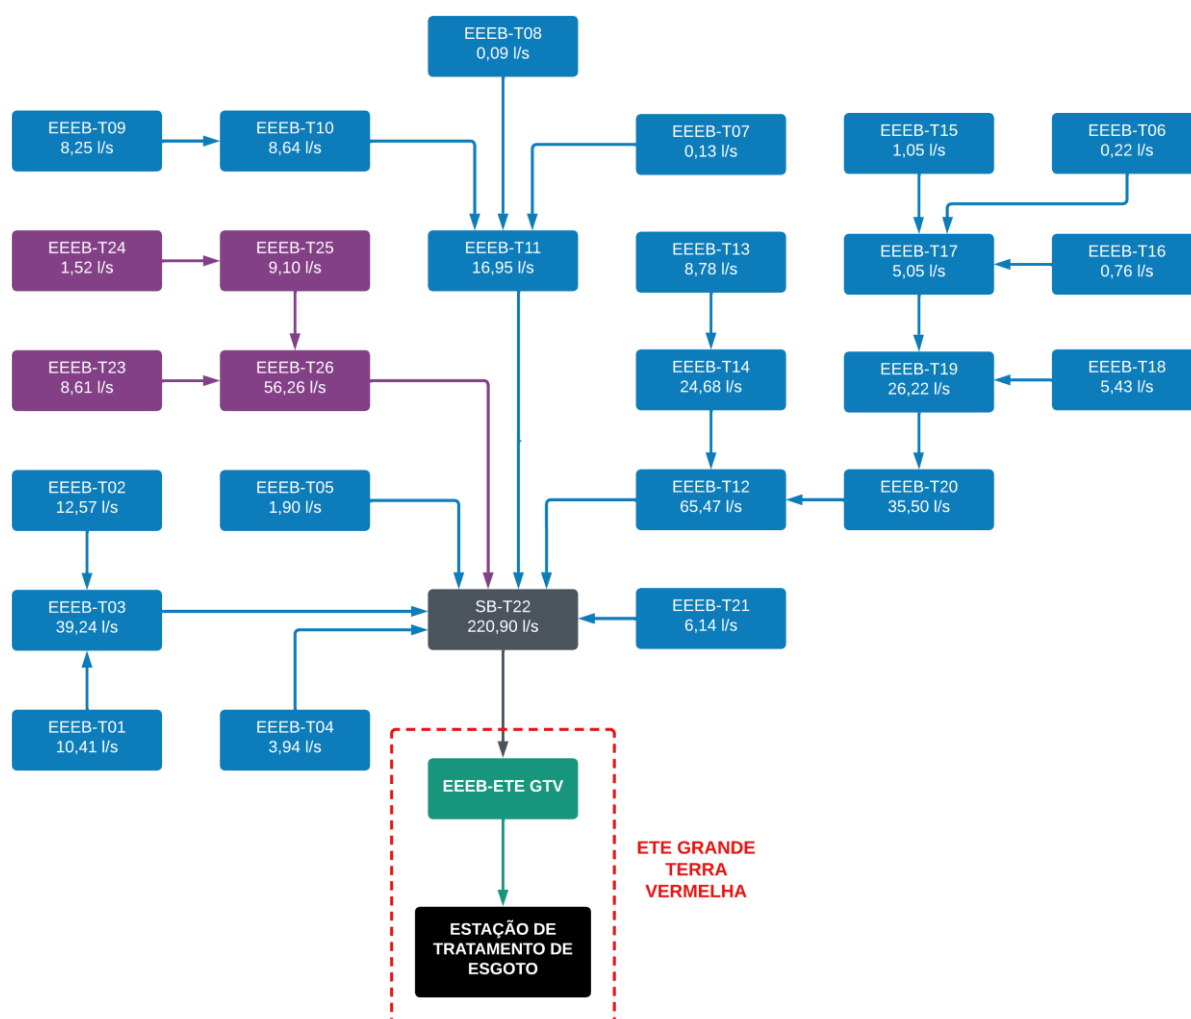 EEEB-T08
0,09 l/s
EEEB-T09
8,25 l/s
EEEB-T10
8,64 l/s
EEEB-T07
0,13 l/s
EEEB-T15
1,05 l/s
EEEB-T06
0,22 l/s
EEEB-T24
1,52 l/s
EEEB-T25
9,10 l/s
EEEB-T11
16,95 l/s
EEEB-T13
8,78 l/s
EEEB-T17
5,05 l/s
EEEB-T16
0,76 l/s
EEEB-T23
8,61 l/s
EEEB-T26
56,26 l/s
EEEB-T14
24,68 l/s
EEEB-T19
26,22 l/s
EEEB-T18
5,43 l/s
EEEB-T02
12,57 l/s
EEEB-T05
1,90 l/s
EEEB-T12
65,47 l/s
EEEB-T20
35,50 l/s
EEEB-T03
39,24 l/s
SB-T22
220,90 l/s
EEEB-T21
6,14 l/s
EEEB-T01
10,41 l/s
EEEB-T04
3,94 l/s
EEEB-ETE GTV
ETE GRANDE
TERRA
VERMELHA
ESTAÇÃO DE
TRATAMENTO DE
ESGOTO